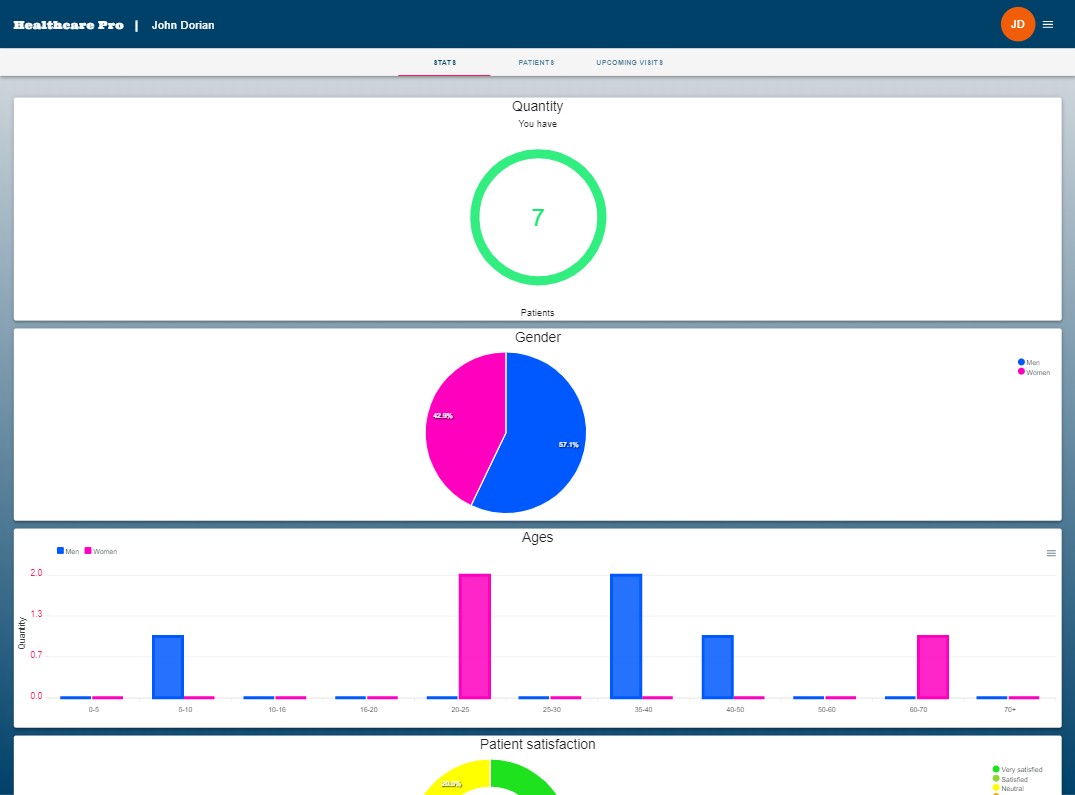 Healthcare Pro | John Dorian
JD
STATS PATIENTS UPCOMING VISITS
Quantity
You have
7
Patients
Gender
Men
Women
42.9%
57.1%
Ages
Men Women
2.0
1.3
0.7
0.0
Quantity
0-5 5-10 10-16 16-20 20-25 25-30 35-40 40-50 50-60 60-70 70+
Patient satisfaction
Very satisfied
Satisfied
Neutral